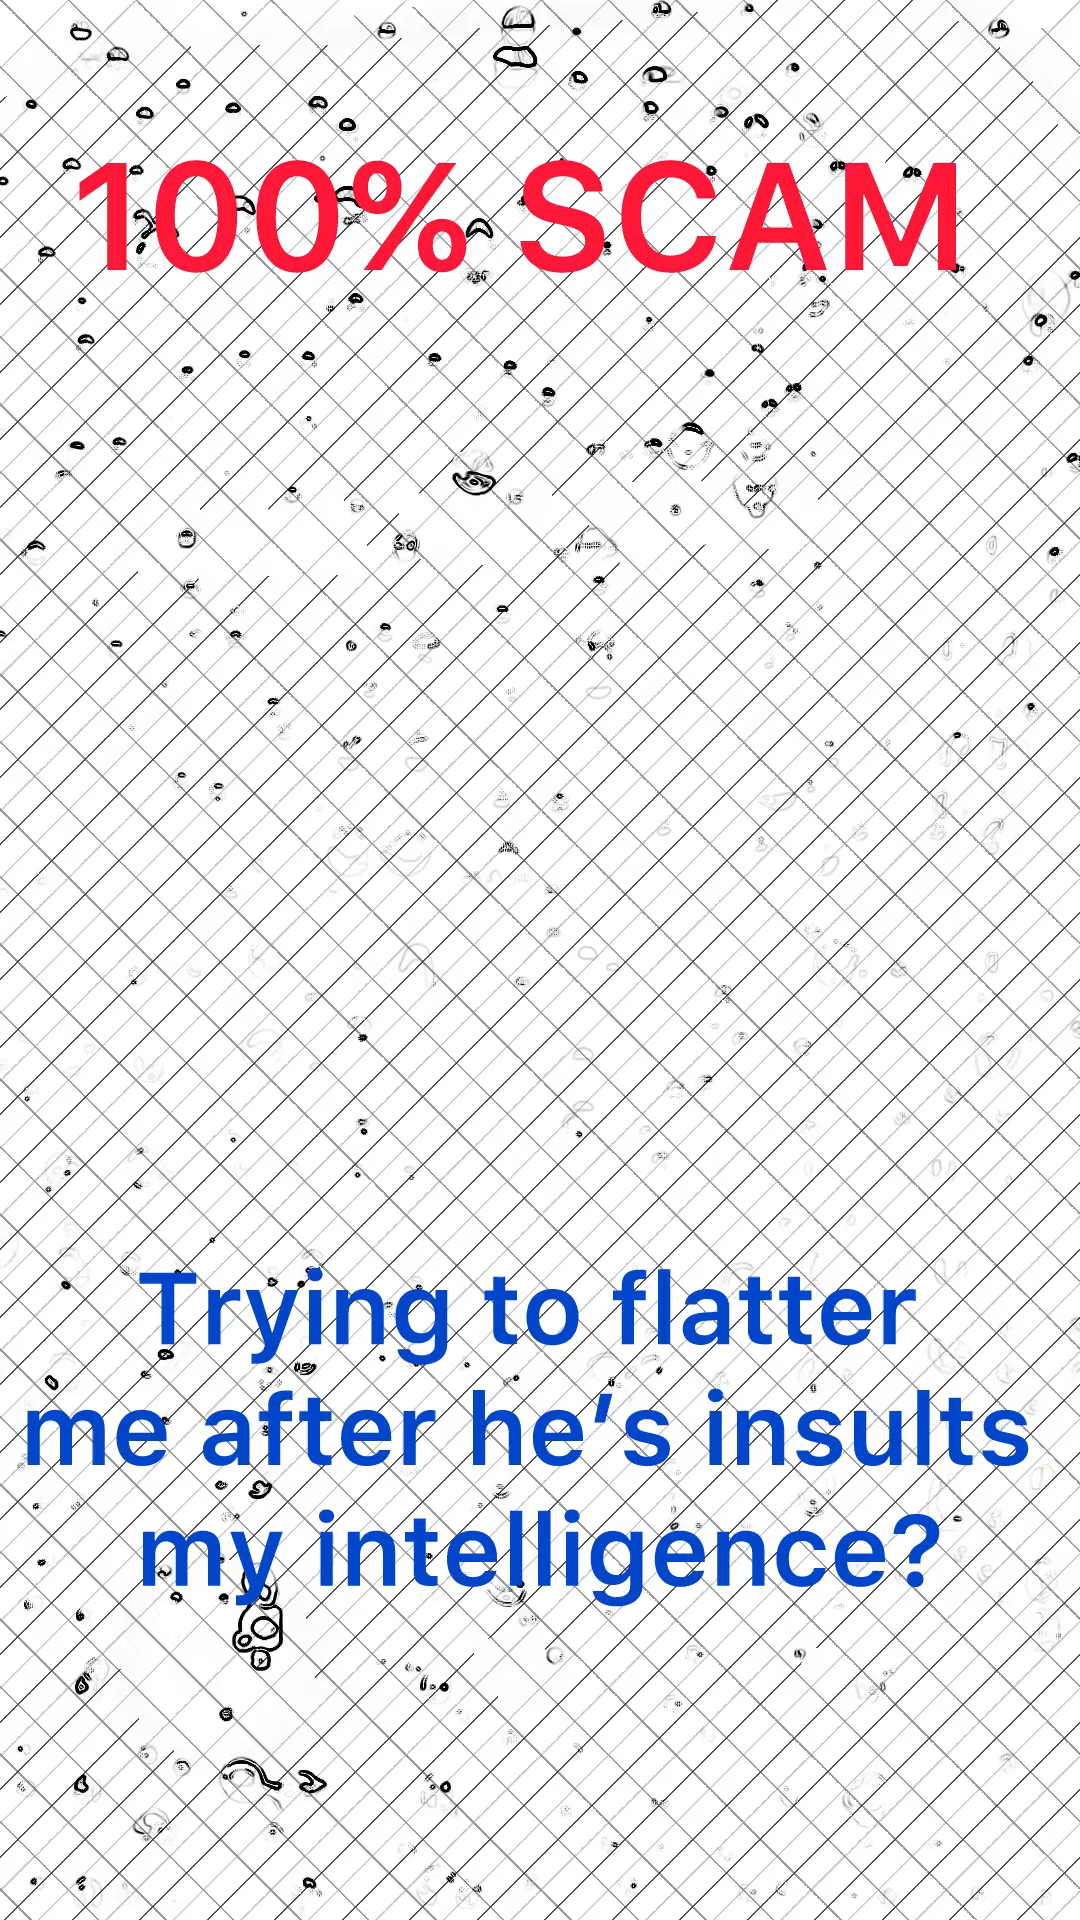 100% SCAM
Trying to flatter
me after he’s insults
my intelligence?